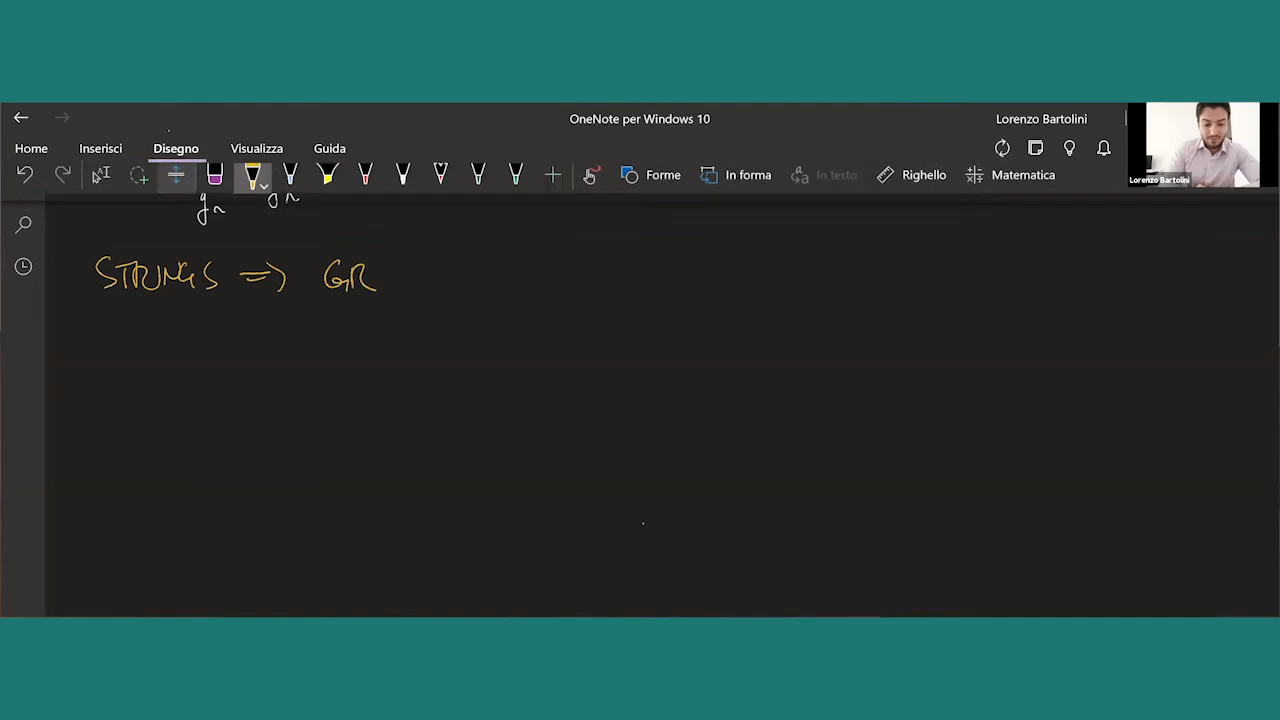 OneNote per Windows 10
Lorenzo Bartolini
Home Inserisci Disegno Visualizza Guida
Forme In forma In testo Righello Matematica
Lorenzo Bartolini
STRINGS => GR